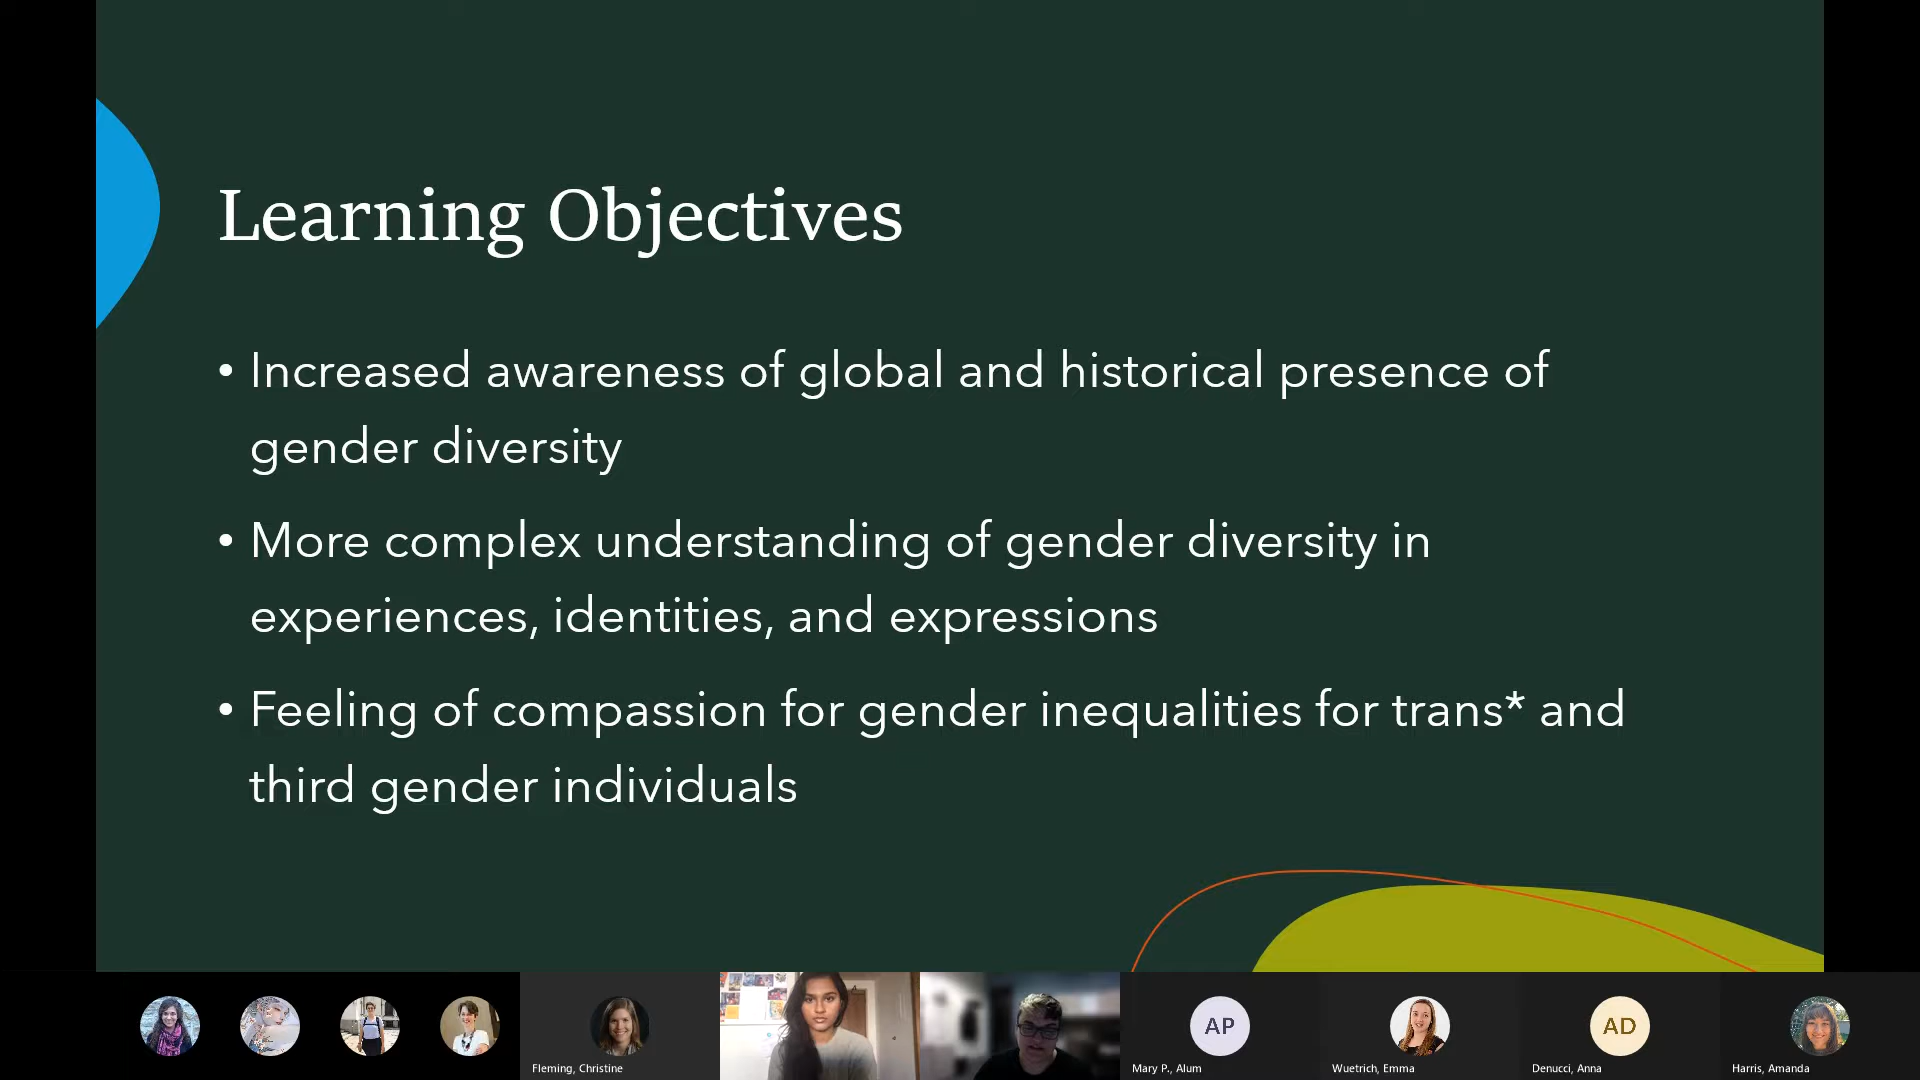 Learning Objectives
• Increased awareness of global and historical presence of
gender diversity
• More complex understanding of gender diversity in
experiences, identities, and expressions
• Feeling of compassion for gender inequalities for trans* and
third gender individuals
Fleming, Christine
AP
Mary P., Alum
Wuetrich, Emma
AD
Denucci, Anna
Harris, Amanda